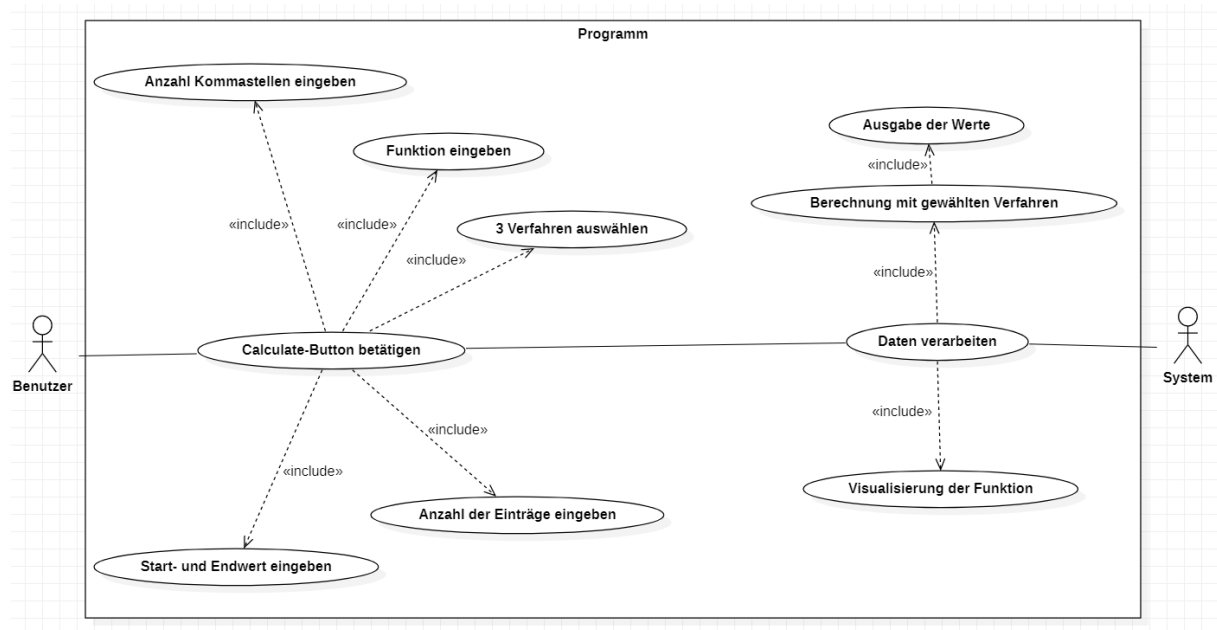 Programm
Anzahl Kommastellen eingeben
Ausgabe der Werte
Funktion eingeben
«include»
Berechnung mit gewählten Verfahren
«include»
«include»
3 Verfahren auswählen
«include»
«include»
Calculate-Button betätigen
Daten verarbeiten
Benutzer
System
«include»
«include»
«include»
Visualisierung der Funktion
Anzahl der Einträge eingeben
Start- und Endwert eingeben